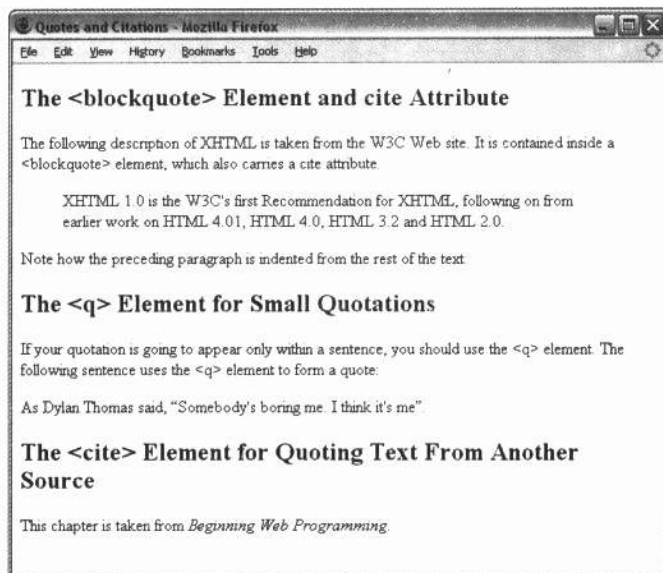 Quotes and Citations - Mozilla Firefox
File Edit View History Bookmarks Tools Help
The <blockquote> Element and cite Attribute
The following description of XHTML is taken from the W3C Web site. It is contained inside a
<blockquote> element, which also carries a cite attribute.
XHTML 1.0 is the W3C's first Recommendation for XHTML, following on from
earlier work on HTML 4.01, HTML 4.0, HTML 3.2 and HTML 2.0.
Note how the preceding paragraph is indented from the rest of the text
The <q> Element for Small Quotations
If your quotation is going to appear only within a sentence, you should use the <q> element. The
following sentence uses the <q> element to form a quote:
As Dylan Thomas said, “Somebody's boring me. I think it's me”.
The <cite> Element for Quoting Text From Another
Source
This chapter is taken from Beginning Web Programming.